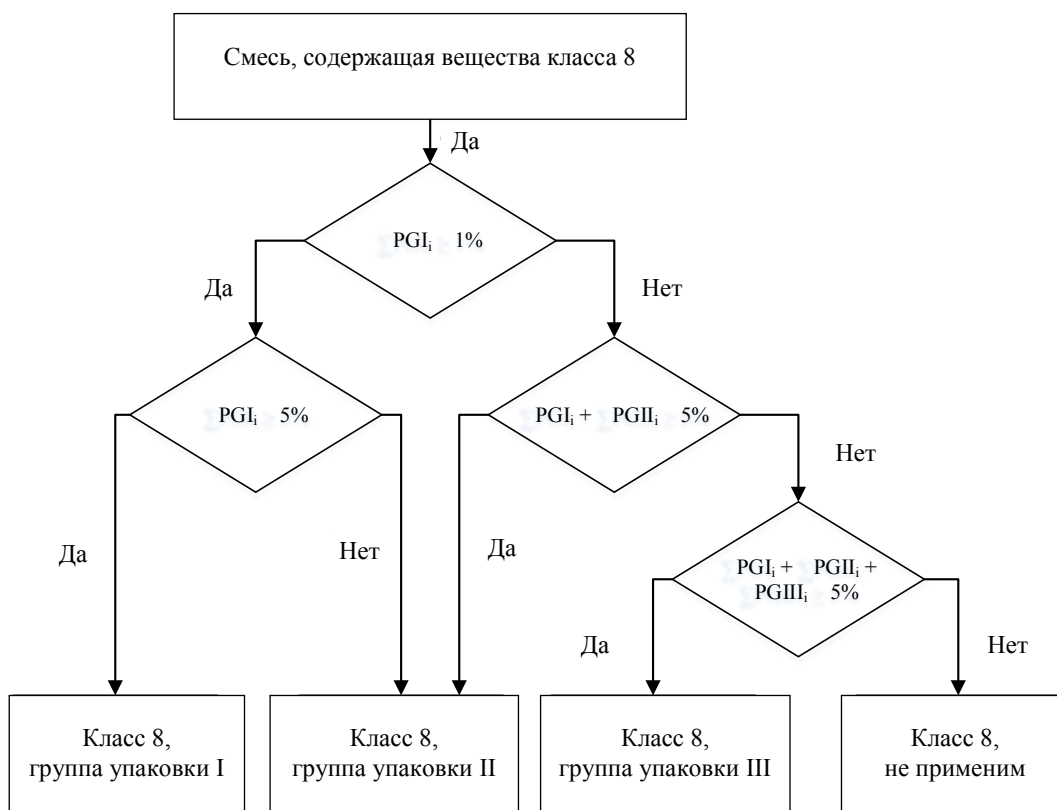 Смесь, содержащая вещества класса 8
Да
∑PGIᵢ ≥ 1%
Да
Нет
∑PGIᵢ ≥ 5%
∑PGIᵢ + ∑PGIIᵢ ≥ 5%
Нет
Да
Нет
Да
∑PGIᵢ + ∑PGIIᵢ +
∑PGIIIᵢ ≥ 5%
Да
Нет
Класс 8,
группа упаковки I
Класс 8,
группа упаковки II
Класс 8,
группа упаковки III
Класс 8,
не применим